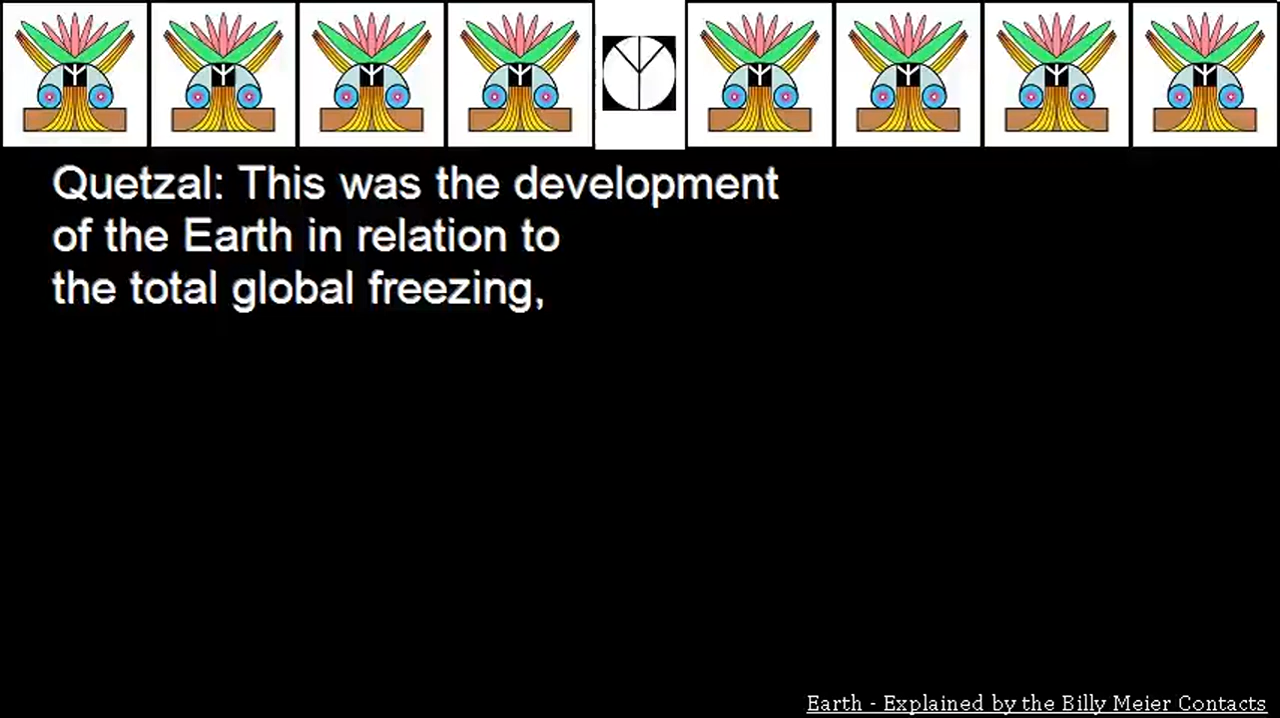 Quetzal: This was the development
of the Earth in relation to
the total global freezing,
Earth - Explained by the Billy Meier Contacts